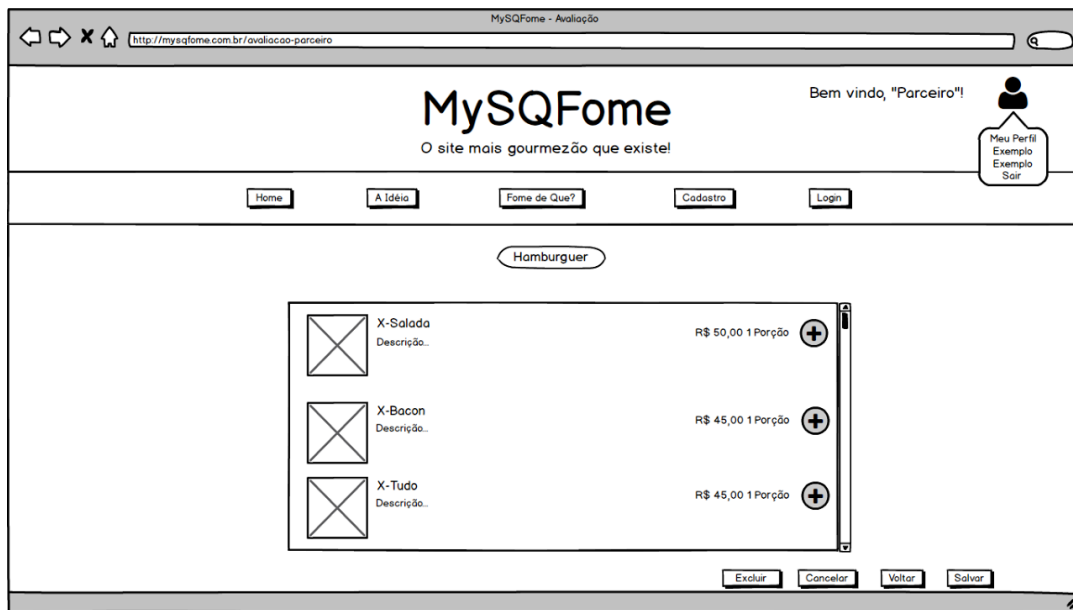 MySQFome - Avaliação
http://mysqfome.com.br/avaliacao-parceiro
MySQFome
O site mais gourmezão que existe!
Bem vindo, "Parceiro"!
Meu Perfil
Exemplo
Exemplo
Sair
Home
A Idéia
Fome de Que?
Cadastro
Login
Hamburguer
X-Salada
Descrição...
R$ 50,00 1 Porção
X-Bacon
Descrição...
R$ 45,00 1 Porção
X-Tudo
Descrição...
R$ 45,00 1 Porção
Excluir
Cancelar
Voltar
Salvar